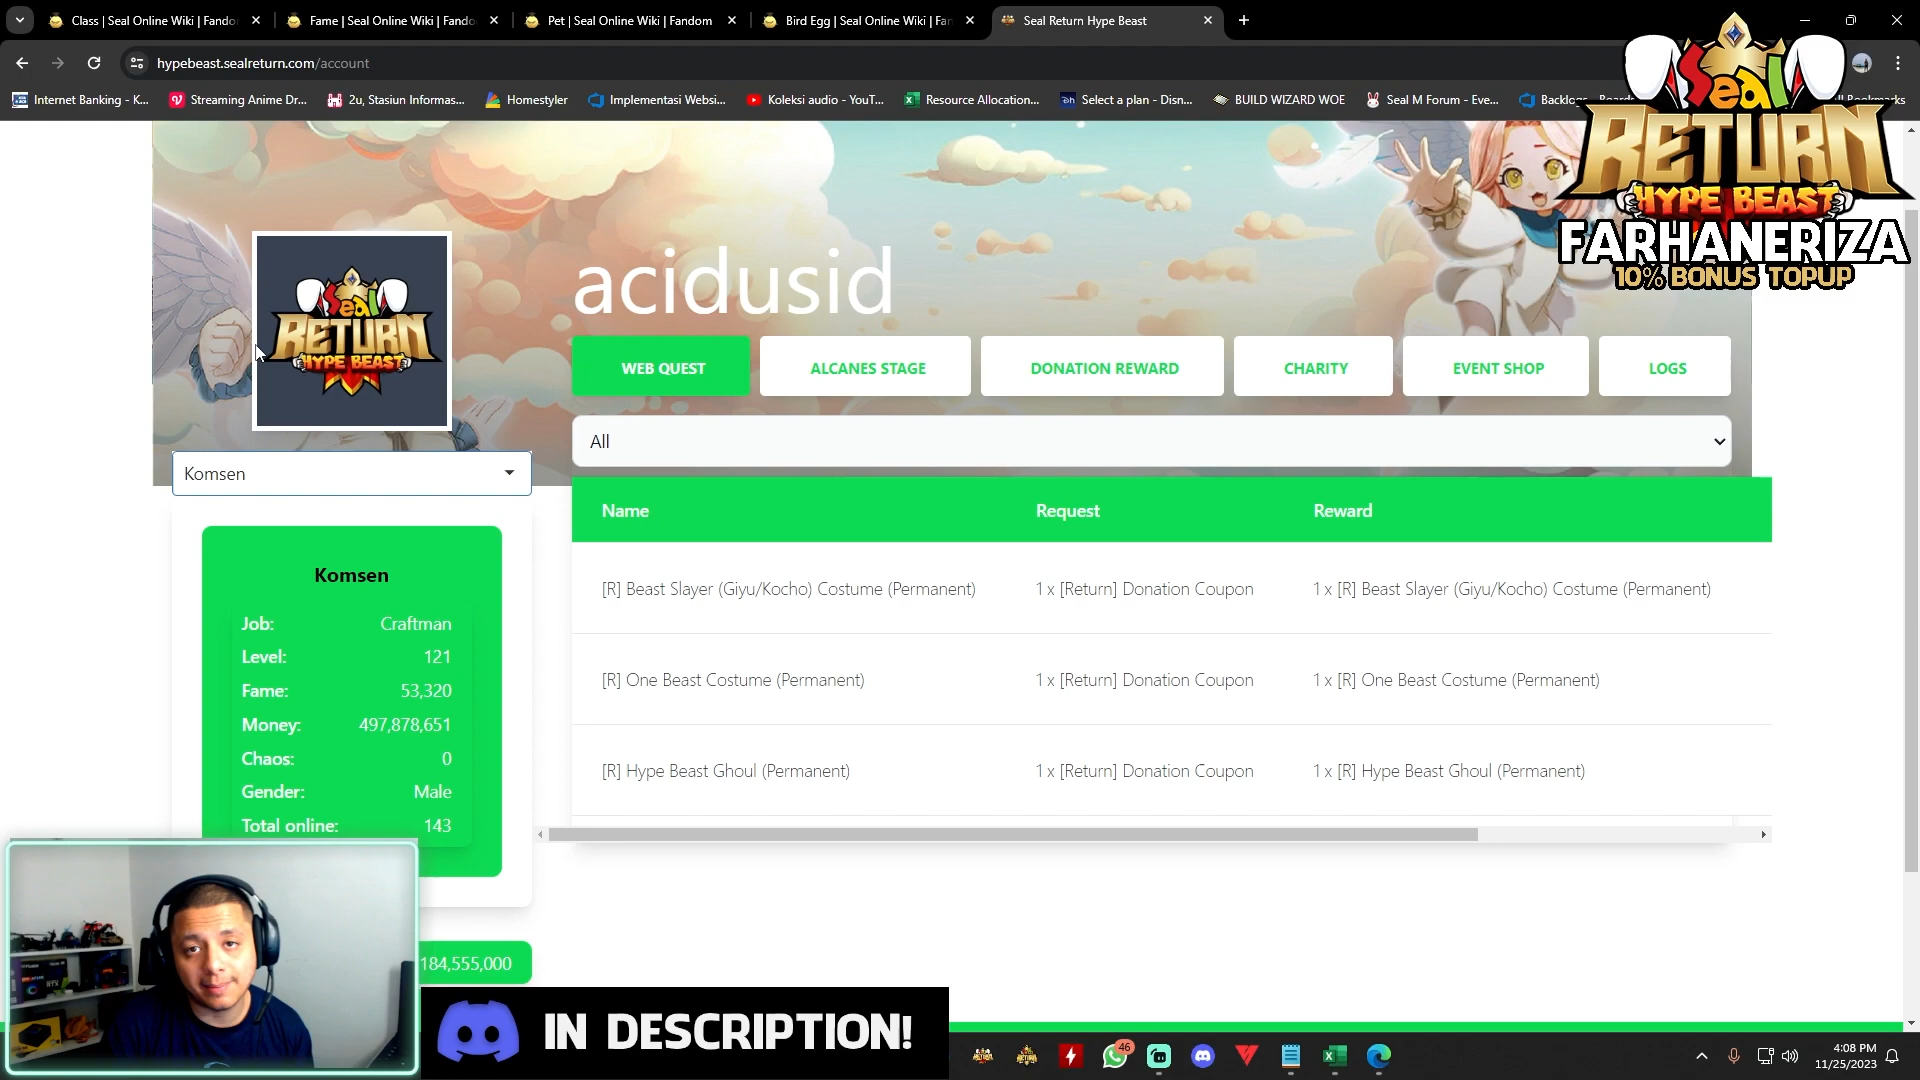 Class | Seal Online Wiki | Fando
Fame | Seal Online Wiki | Fando
Pet | Seal Online Wiki | Fandom
Bird Egg | Seal Online Wiki | Fan
Seal Return Hype Beast
hypebeast.sealreturn.com/account
Internet Banking - K...
Streaming Anime Dr...
2u, Stasiun Informas...
Homestyler
Implementasi Websi...
Koleksi audio - YouT...
Resource Allocation...
Select a plan - Disn...
BUILD WIZARD WOE
Seal M Forum - Eve...
Seal
RETURN
HYPE BEAST
FARHANERIZA
10% BONUS TOPUP
Seal
RETURN
HYPE BEAST
acidusid
WEB QUEST
ALCANES STAGE
DONATION REWARD
CHARITY
EVENT SHOP
LOGS
All
Komsen
Name Request Reward
[R] Beast Slayer (Giyu/Kocho) Costume (Permanent) 1 x [Return] Donation Coupon 1 x [R] Beast Slayer (Giyu/Kocho) Costume (Permanent)
[R] One Beast Costume (Permanent) 1 x [Return] Donation Coupon 1 x [R] One Beast Costume (Permanent)
[R] Hype Beast Ghoul (Permanent) 1 x [Return] Donation Coupon 1 x [R] Hype Beast Ghoul (Permanent)
Komsen
Job: Craftman
Level: 121
Fame: 53,320
Money: 497,878,651
Chaos: 0
Gender: Male
Total online: 143
184,555,000
IN DESCRIPTION!
46
4:08 PM
11/25/2023